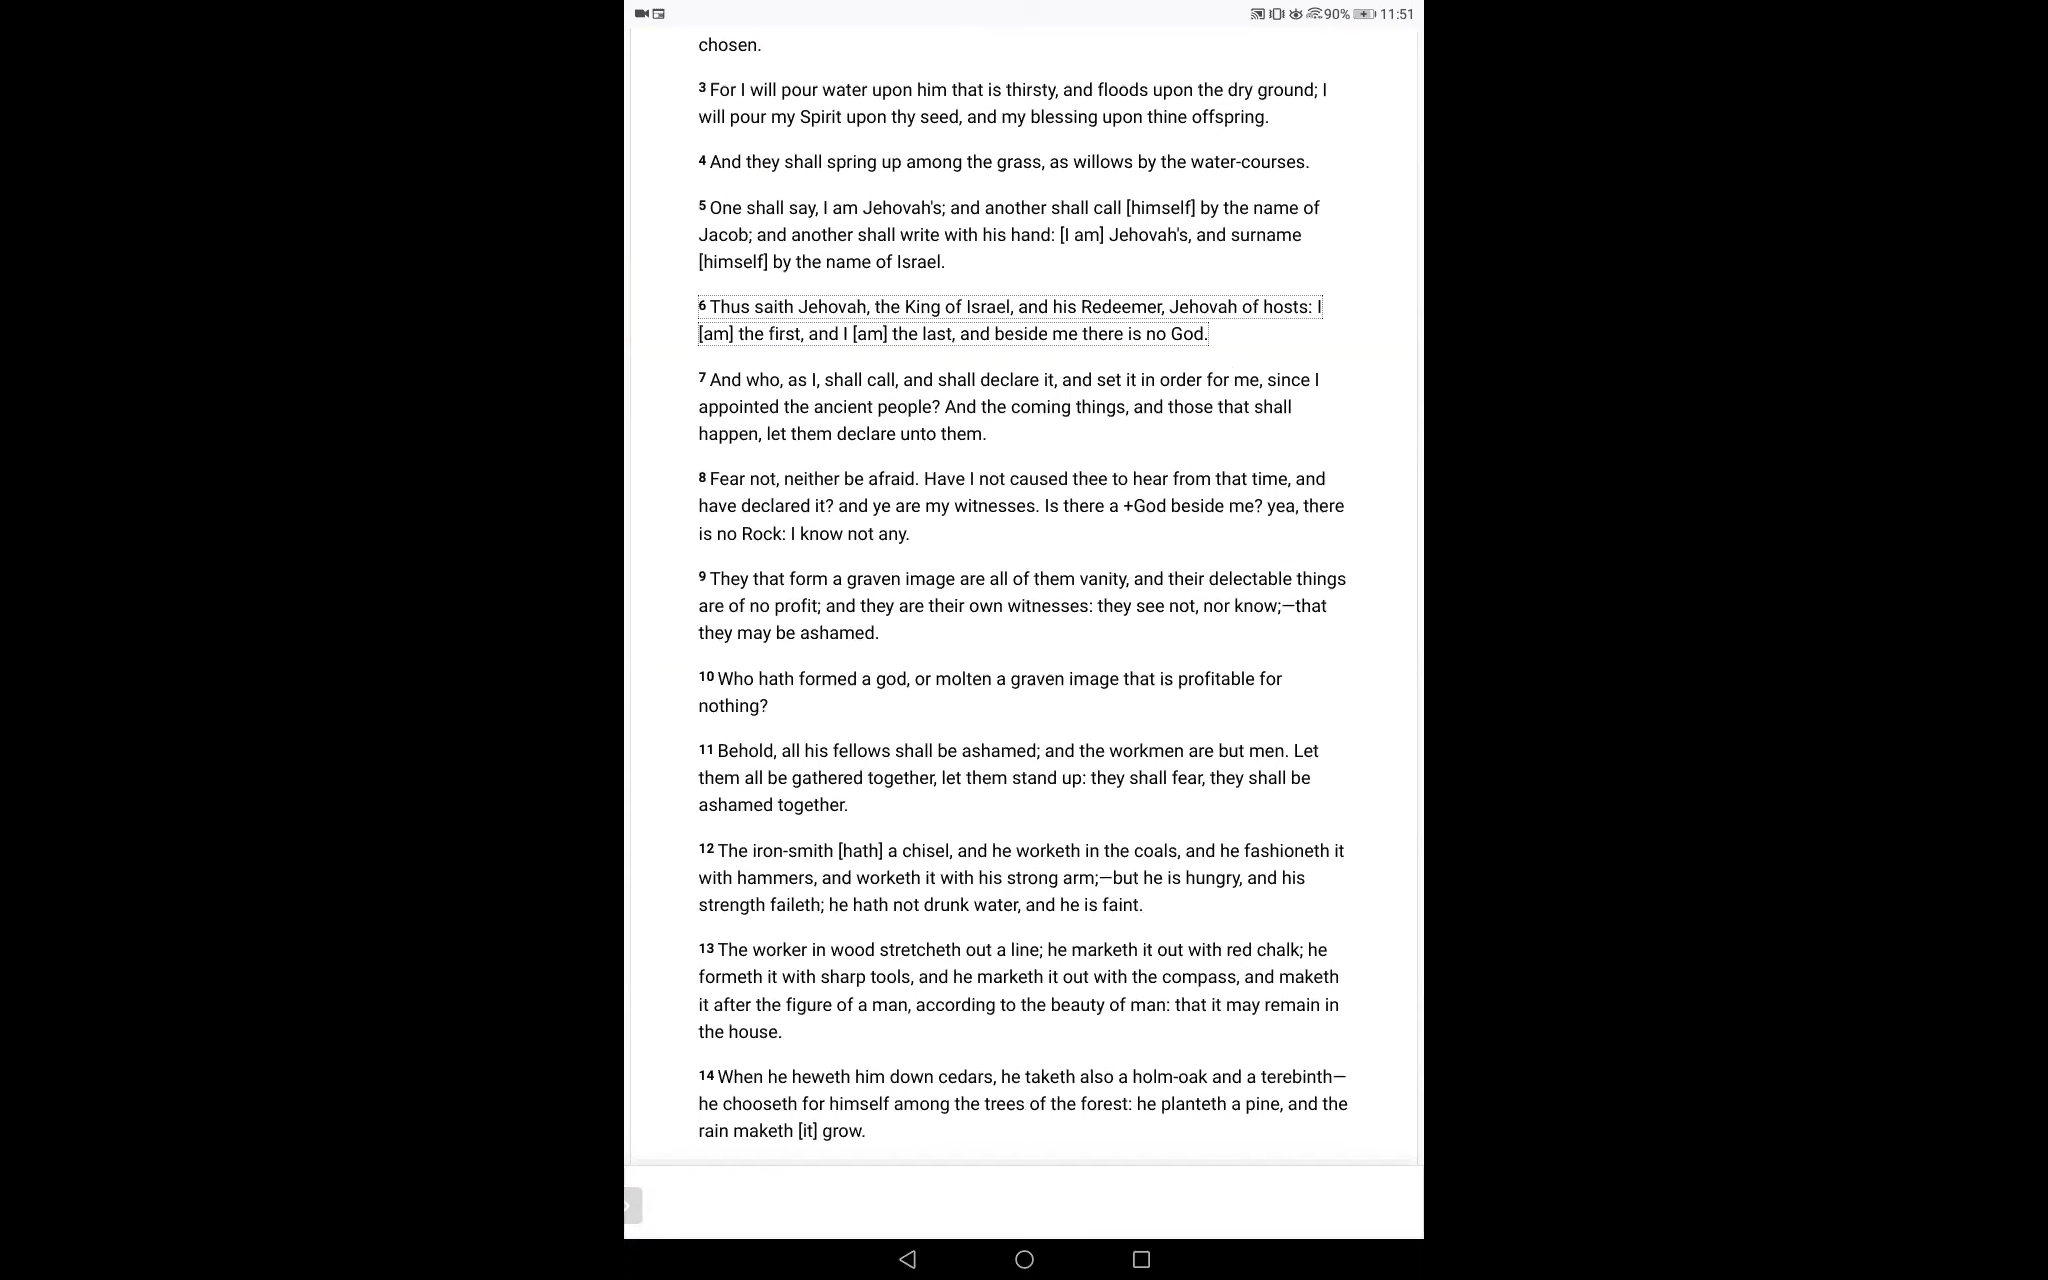 90% 11:51
chosen.
3 For I will pour water upon him that is thirsty, and floods upon the dry ground; I
will pour my Spirit upon thy seed, and my blessing upon thine offspring.
4 And they shall spring up among the grass, as willows by the water-courses.
5 One shall say, I am Jehovah's; and another shall call [himself] by the name of
Jacob; and another shall write with his hand: [I am] Jehovah's, and surname
[himself] by the name of Israel.
6 Thus saith Jehovah, the King of Israel, and his Redeemer, Jehovah of hosts: I
[am] the first, and I [am] the last, and beside me there is no God.
7 And who, as I, shall call, and shall declare it, and set it in order for me, since I
appointed the ancient people? And the coming things, and those that shall
happen, let them declare unto them.
8 Fear not, neither be afraid. Have I not caused thee to hear from that time, and
have declared it? and ye are my witnesses. Is there a +God beside me? yea, there
is no Rock: I know not any.
9 They that form a graven image are all of them vanity, and their delectable things
are of no profit; and they are their own witnesses: they see not, nor know;—that
they may be ashamed.
10 Who hath formed a god, or molten a graven image that is profitable for
nothing?
11 Behold, all his fellows shall be ashamed; and the workmen are but men. Let
them all be gathered together, let them stand up: they shall fear, they shall be
ashamed together.
12 The iron-smith [hath] a chisel, and he worketh in the coals, and he fashioneth it
with hammers, and worketh it with his strong arm;—but he is hungry, and his
strength faileth; he hath not drunk water, and he is faint.
13 The worker in wood stretcheth out a line; he marketh it out with red chalk; he
formeth it with sharp tools, and he marketh it out with the compass, and maketh
it after the figure of a man, according to the beauty of man: that it may remain in
the house.
14 When he heweth him down cedars, he taketh also a holm-oak and a terebinth—
he chooseth for himself among the trees of the forest: he planteth a pine, and the
rain maketh [it] grow.